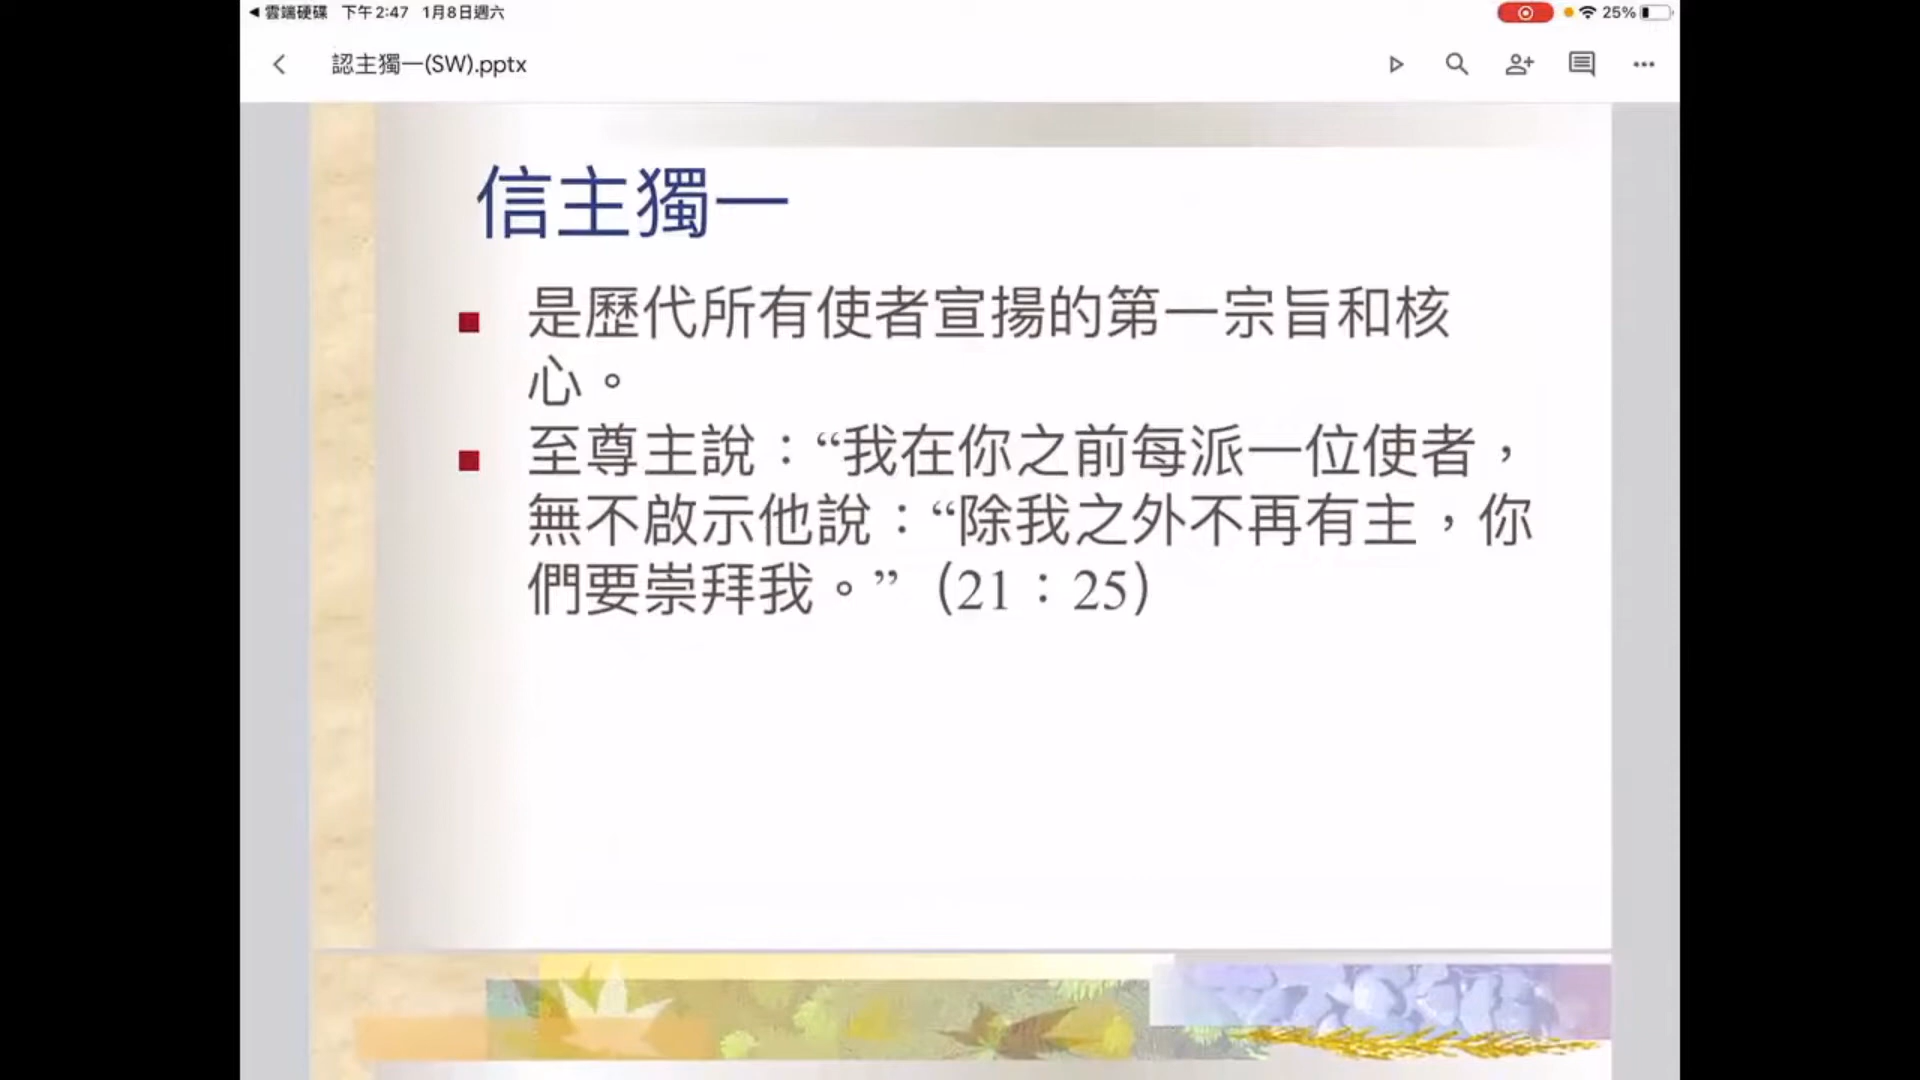 ◀ 雲端硬碟 下午2:47 1月8日週六 25%
認主獨一(SW).pptx
信主獨一
是歷代所有使者宣揚的第一宗旨和核
心。
至尊主說：“我在你之前每派一位使者，
無不啟示他說：“除我之外不再有主，你
們要崇拜我。”（21：25）